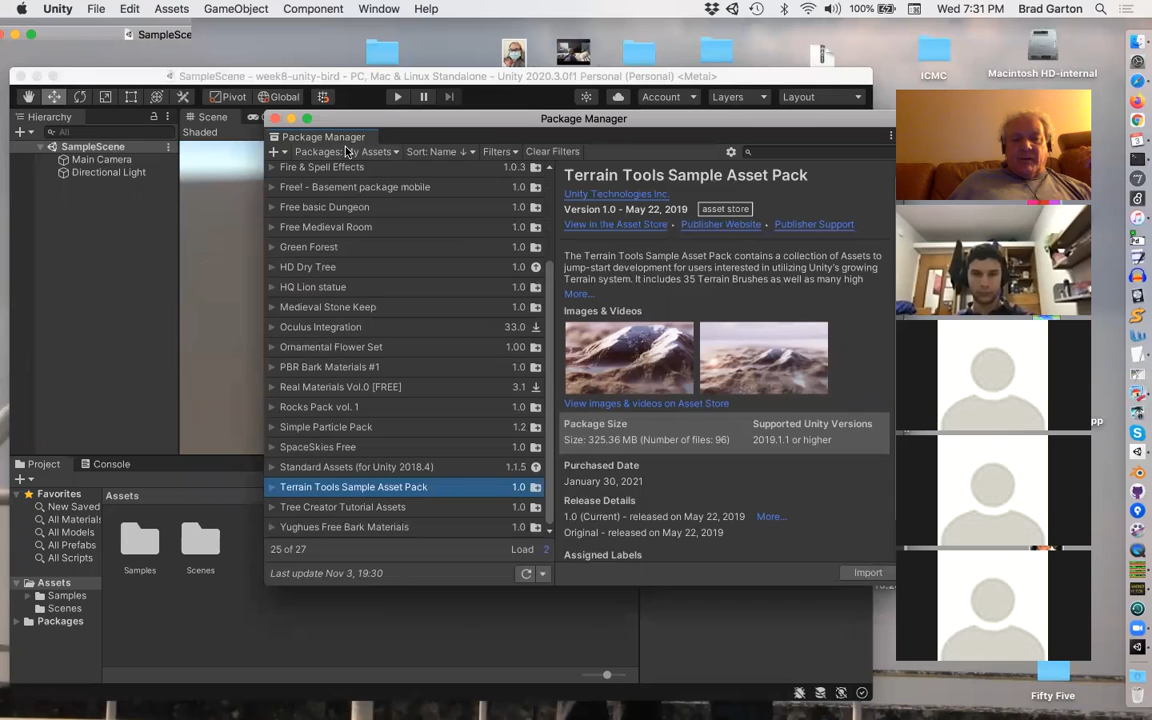 Unity File Edit Assets GameObject Component Window Help 100% Wed 7:31 PM Brad Garton
SampleSce
SampleScene - week8-unity-bird - PC, Mac & Linux Standalone - Unity 2020.3.0f1 Personal (Personal) <Metal>
ICMC
Macintosh HD-internal
Pivot Global Account Layers Layout
Hierarchy
Scene
All
Shaded
SampleScene
Main Camera
Directional Light
Package Manager
Package Manager
Packages: My Assets Sort: Name Filters Clear Filters
Fire & Spell Effects 1.0.3
Free! - Basement package mobile 1.0
Free basic Dungeon 1.0
Free Medieval Room 1.0
Green Forest 1.0
HD Dry Tree 1.0
HQ Lion statue 1.0
Medieval Stone Keep 1.0
Oculus Integration 33.0
Ornamental Flower Set 1.00
PBR Bark Materials #1 1.0
Real Materials Vol.0 [FREE] 3.1
Rocks Pack vol. 1 1.0
Simple Particle Pack 1.2
SpaceSkies Free 1.0
Standard Assets (for Unity 2018.4) 1.1.5
Terrain Tools Sample Asset Pack 1.0
Tree Creator Tutorial Assets 1.0
Yughues Free Bark Materials 1.0
25 of 27 Load 2
Last update Nov 3, 19:30
Terrain Tools Sample Asset Pack
Unity Technologies Inc.
Version 1.0 - May 22, 2019 asset store
View in the Asset Store • Publisher Website • Publisher Support
The Terrain Tools Sample Asset Pack contains a collection of Assets to
jump-start development for users interested in utilizing Unity's growing
Terrain system. It includes 35 Terrain Brushes as well as many high
More...
Images & Videos
View images & videos on Asset Store
Package Size Supported Unity Versions
Size: 325.36 MB (Number of files: 96) 2019.1.1 or higher
Purchased Date
January 30, 2021
Release Details
1.0 (Current) - released on May 22, 2019 More...
Original - released on May 22, 2019
Assigned Labels
Import
Project Console
Favorites
New Saved
All Materials
All Models
All Prefabs
All Scripts
Assets
Samples
Scenes
Packages
Assets
Samples
Scenes
pp
Fifty Five